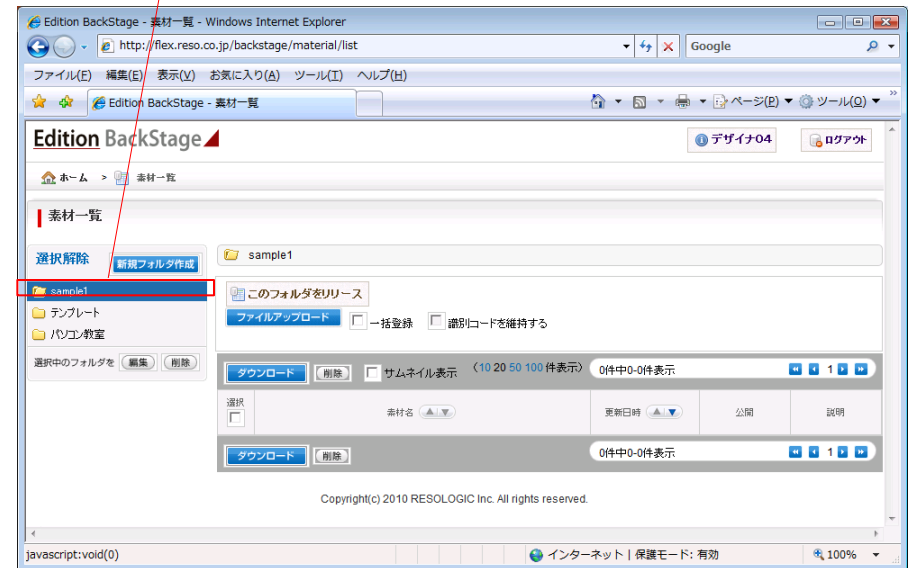 Edition BackStage - 素材一覧 - Windows Internet Explorer
http://flex.reso.co.jp/backstage/material/list
Google
ファイル(F) 編集(E) 表示(V) お気に入り(A) ツール(T) ヘルプ(H)
Edition BackStage - 素材一覧
ページ(P) ツール(O)
Edition BackStage
デザイナ04 ログアウト
ホーム > 素材一覧
素材一覧
選択解除 新規フォルダ作成
sample1
テンプレート
パソコン教室
選択中のフォルダを 編集 削除
sample1
このフォルダをリリース
ファイルアップロード 一括登録 識別コードを維持する
ダウンロード 削除 サムネイル表示 (10 20 50 100 件表示) 0件中0-0件表示 1
選択 素材名 更新日時 公開 説明
ダウンロード 削除 0件中0-0件表示 1
Copyright(c) 2010 RESOLOGIC Inc. All rights reserved.
javascript:void(0) インターネット | 保護モード: 有効 100%